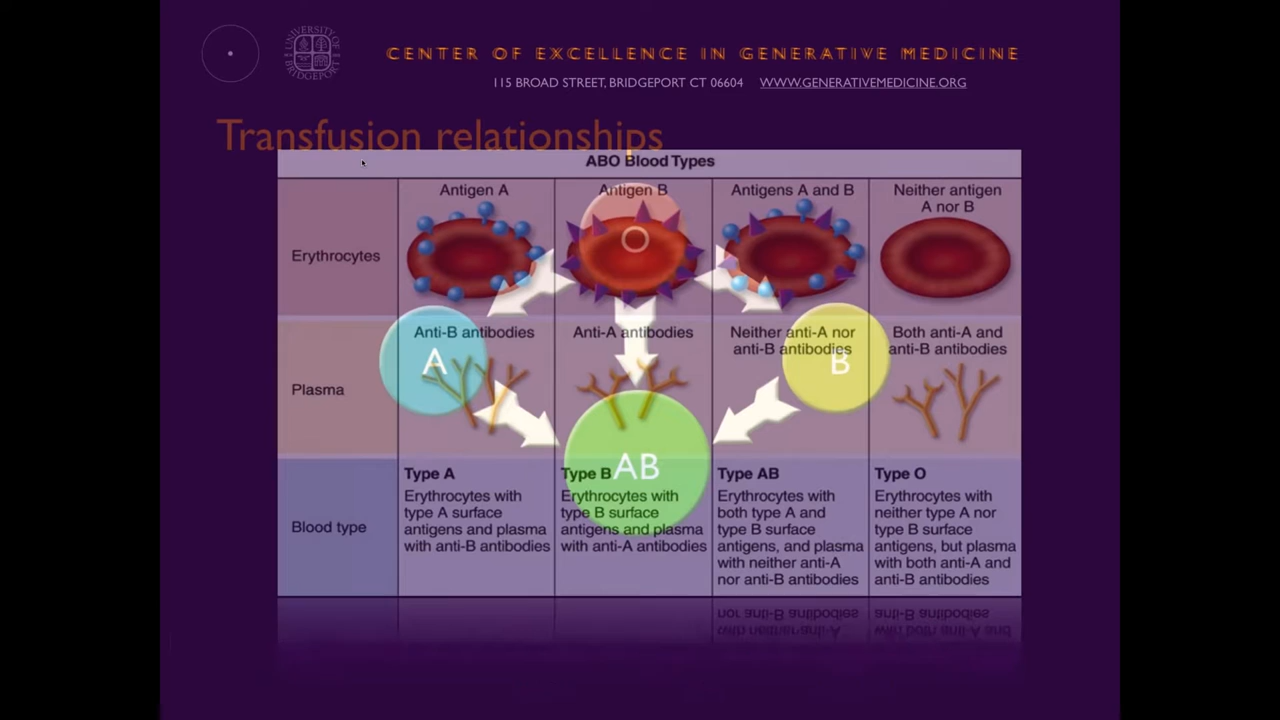 UNIVERSITY OF
BRIDGEPORT
CENTER OF EXCELLENCE IN GENERATIVE MEDICINE
115 BROAD STREET, BRIDGEPORT CT 06604 WWW.GENERATIVEMEDICINE.ORG
Transfusion relationships
ABO Blood Types
Antigen A
Antigen B
Antigens A and B
Neither antigen
A nor B
Erythrocytes
O
Anti-B antibodies
Anti-A antibodies
Neither anti-A nor
anti-B antibodies
Both anti-A and
anti-B antibodies
A
B
Plasma
AB
Blood type
Type A
Erythrocytes with
type A surface
antigens and plasma
with anti-B antibodies
Type B
Erythrocytes with
type B surface
antigens and plasma
with anti-A antibodies
Type AB
Erythrocytes with
both type A and
type B surface
antigens, and plasma
with neither anti-A
nor anti-B antibodies
Type O
Erythrocytes with
neither type A nor
type B surface
antigens, but plasma
with both anti-A and
anti-B antibodies